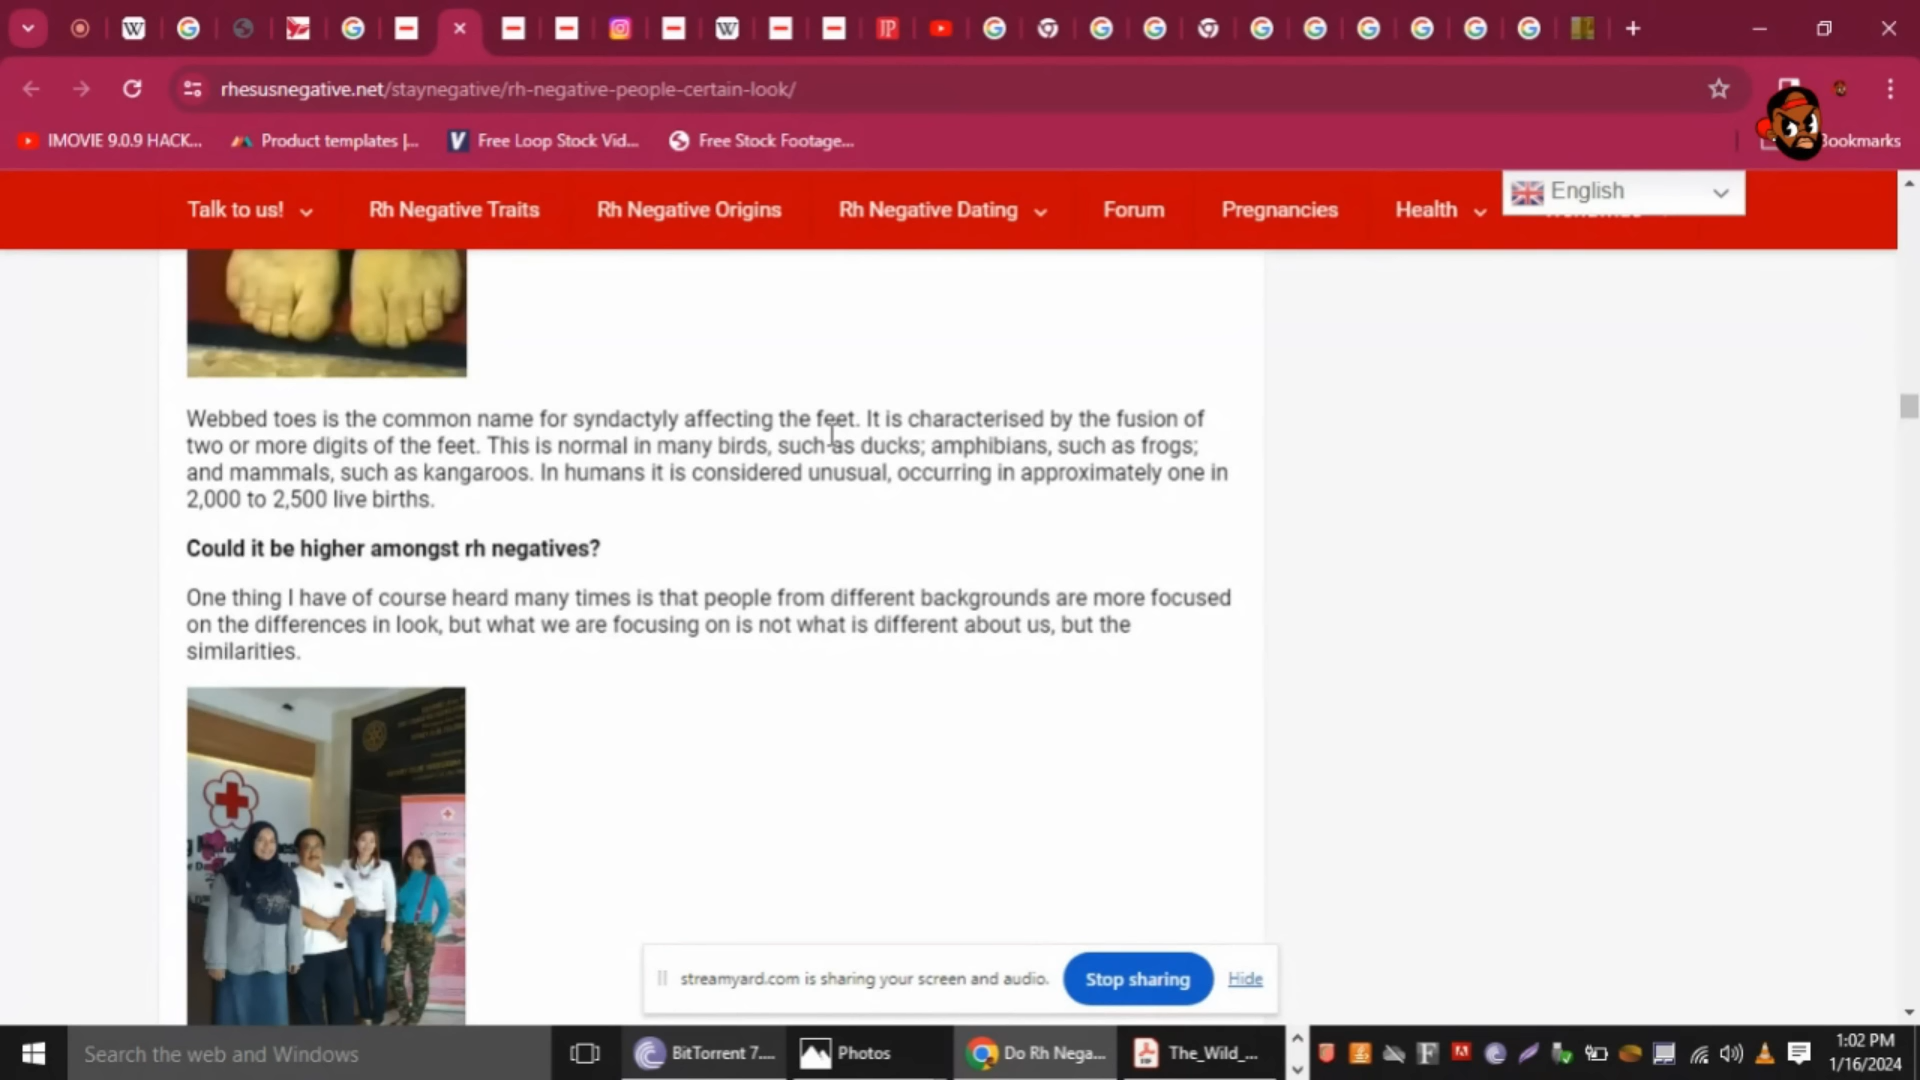 rhesusnegative.net/staynegative/rh-negative-people-certain-look/
IMOVIE 9.0.9 HACK...
Product templates |...
Free Loop Stock Vid...
Free Stock Footage...
Bookmarks
Talk to us!
Rh Negative Traits
Rh Negative Origins
Rh Negative Dating
Forum
Pregnancies
Health
English
Webbed toes is the common name for syndactyly affecting the feet. It is characterised by the fusion of
two or more digits of the feet. This is normal in many birds, such as ducks; amphibians, such as frogs;
and mammals, such as kangaroos. In humans it is considered unusual, occurring in approximately one in
2,000 to 2,500 live births.
Could it be higher amongst rh negatives?
One thing I have of course heard many times is that people from different backgrounds are more focused
on the differences in look, but what we are focusing on is not what is different about us, but the
similarities.
streamyard.com is sharing your screen and audio.
Stop sharing
Hide
Search the web and Windows
BitTorrent 7....
Photos
Do Rh Nega...
The_Wild_...
1:02 PM
1/16/2024